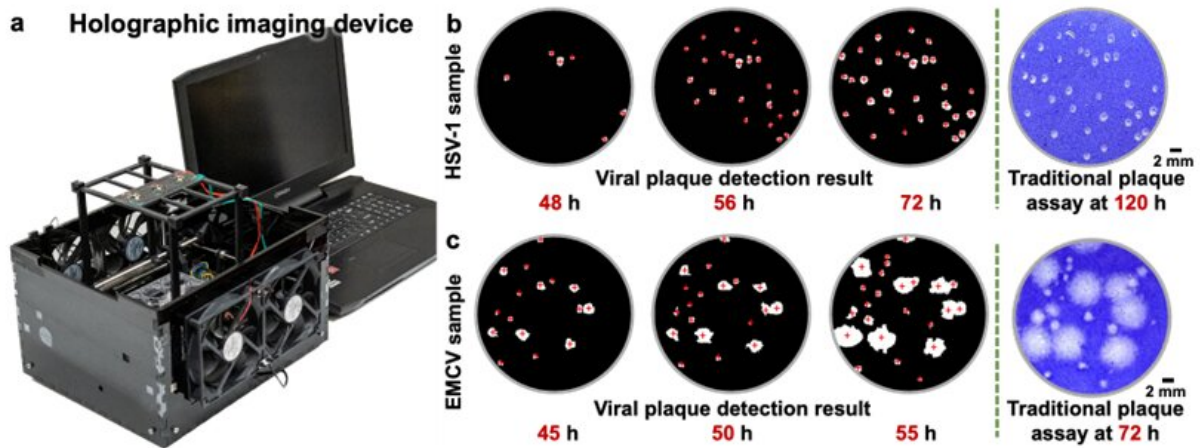 a Holographic imaging device
b
HSV-1 sample
Viral plaque detection result
48 h 56 h 72 h
2 mm
Traditional plaque
assay at 120 h
c
EMCV sample
Viral plaque detection result
45 h 50 h 55 h
2 mm
Traditional plaque
assay at 72 h